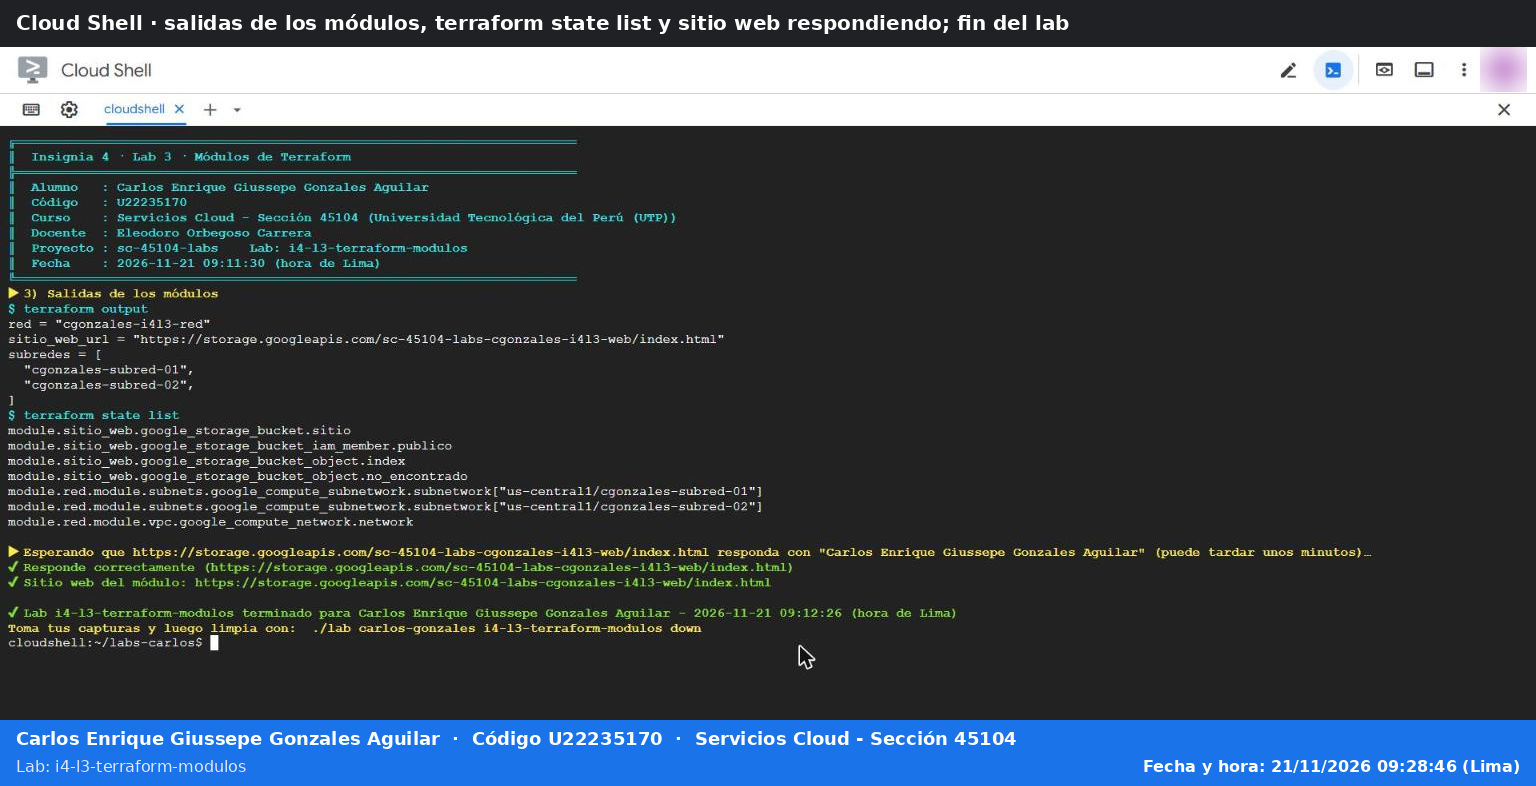 Cloud Shell · salidas de los módulos, terraform state list y sitio web respondiendo; fin del lab
Cloud Shell
cloudshell
Insignia 4 · Lab 3 · Módulos de Terraform
Alumno : Carlos Enrique Giussepe Gonzales Aguilar
Código : U22235170
Curso : Servicios Cloud - Sección 45104 (Universidad Tecnológica del Perú (UTP))
Docente : Eleodoro Orbegoso Carrera
Proyecto : sc-45104-labs Lab: i4-l3-terraform-modulos
Fecha : 2026-11-21 09:11:30 (hora de Lima)
▶ 3) Salidas de los módulos
$ terraform output
red = "cgonzales-i4l3-red"
sitio_web_url = "https://storage.googleapis.com/sc-45104-labs-cgonzales-i4l3-web/index.html"
subredes = [
"cgonzales-subred-01",
"cgonzales-subred-02",
]
$ terraform state list
module.sitio_web.google_storage_bucket.sitio
module.sitio_web.google_storage_bucket_iam_member.publico
module.sitio_web.google_storage_bucket_object.index
module.sitio_web.google_storage_bucket_object.no_encontrado
module.red.module.subnets.google_compute_subnetwork.subnetwork["us-central1/cgonzales-subred-01"]
module.red.module.subnets.google_compute_subnetwork.subnetwork["us-central1/cgonzales-subred-02"]
module.red.module.vpc.google_compute_network.network
▶ Esperando que https://storage.googleapis.com/sc-45104-labs-cgonzales-i4l3-web/index.html responda con "Carlos Enrique Giussepe Gonzales Aguilar" (puede tardar unos minutos)…
✔ Responde correctamente (https://storage.googleapis.com/sc-45104-labs-cgonzales-i4l3-web/index.html)
✔ Sitio web del módulo: https://storage.googleapis.com/sc-45104-labs-cgonzales-i4l3-web/index.html
✔ Lab i4-l3-terraform-modulos terminado para Carlos Enrique Giussepe Gonzales Aguilar - 2026-11-21 09:12:26 (hora de Lima)
Toma tus capturas y luego limpia con: ./lab carlos-gonzales i4-l3-terraform-modulos down
cloudshell:~/labs-carlos$
Carlos Enrique Giussepe Gonzales Aguilar · Código U22235170 · Servicios Cloud - Sección 45104
Lab: i4-l3-terraform-modulos
Fecha y hora: 21/11/2026 09:28:46 (Lima)